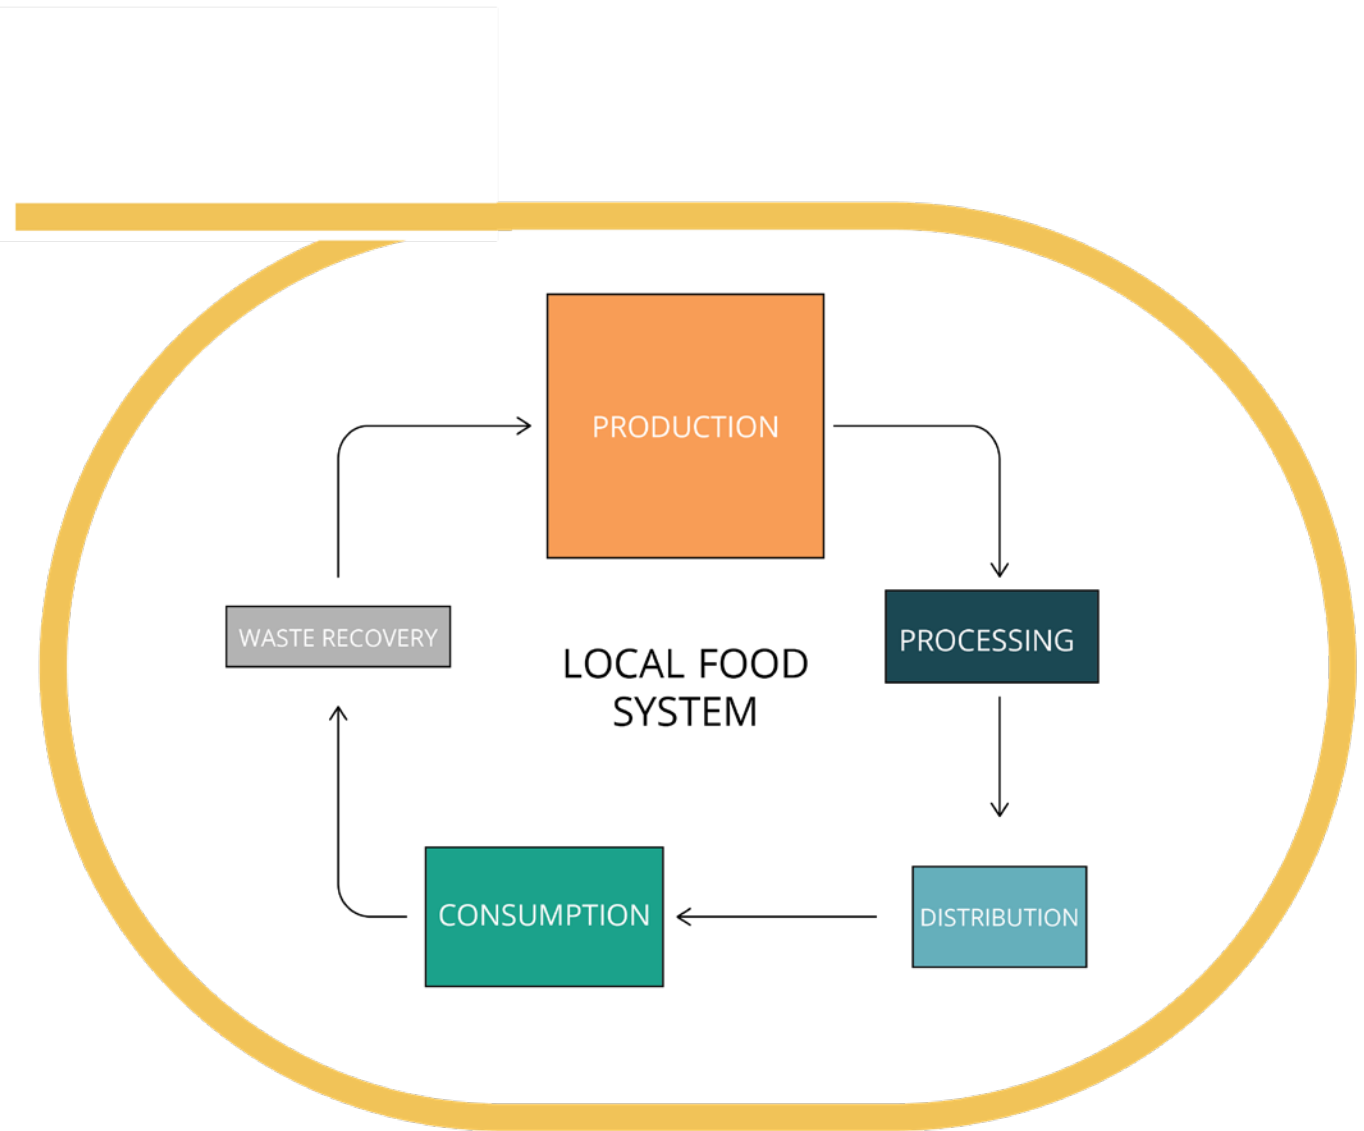 PRODUCTION
PROCESSING
WASTE RECOVERY
LOCAL FOOD
SYSTEM
CONSUMPTION
DISTRIBUTION